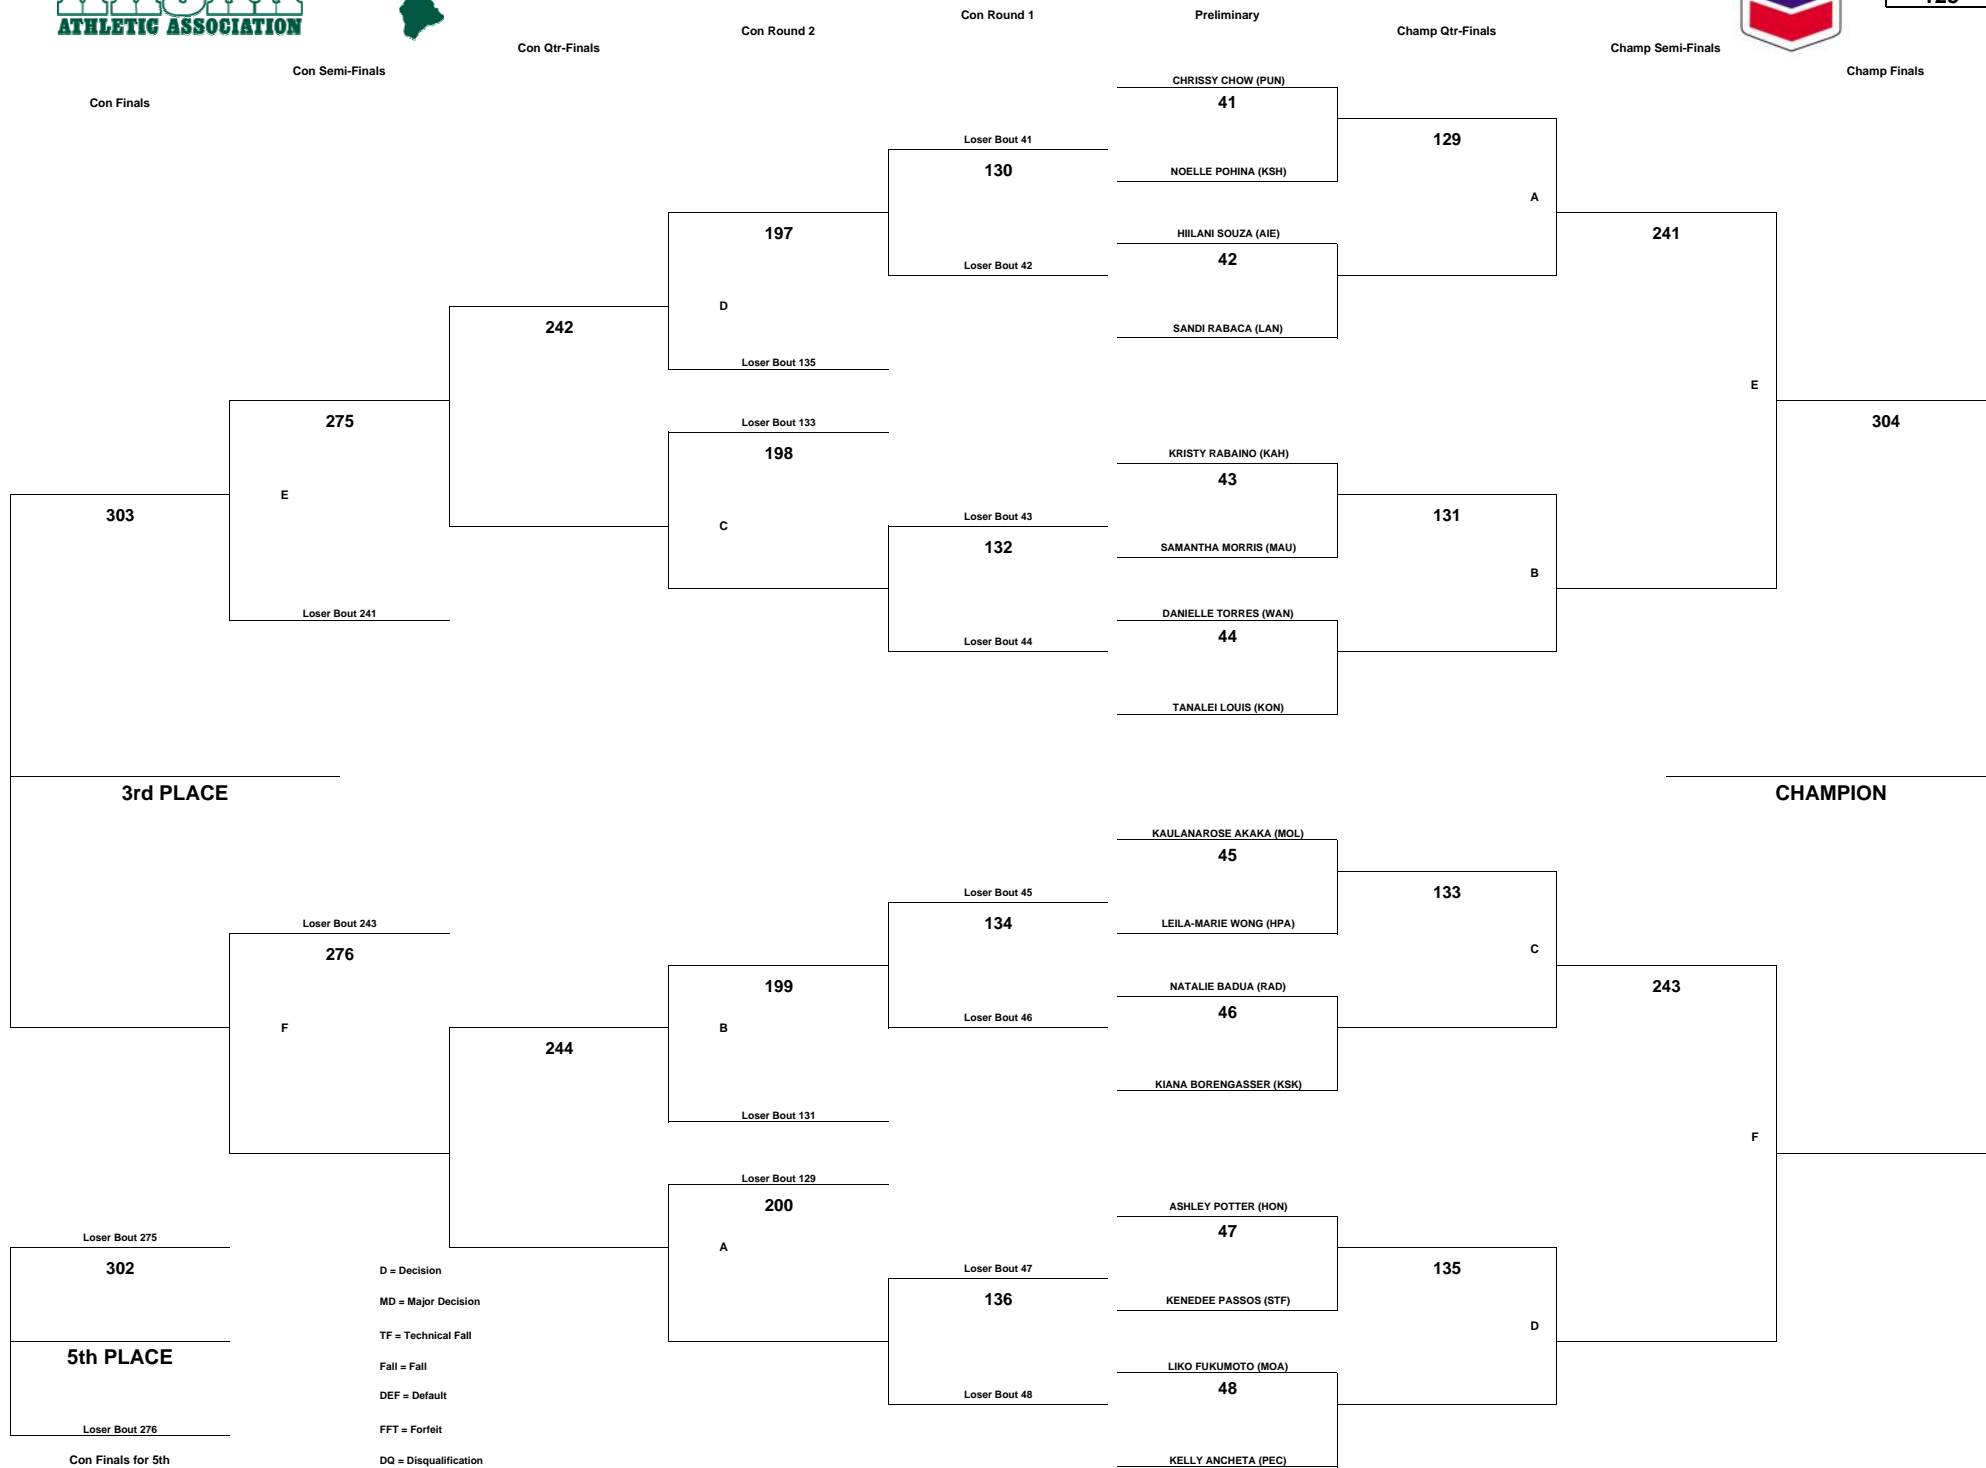 ATHLETIC ASSOCIATION
Con Finals
Con Semi-Finals
Con Qtr-Finals
Con Round 2
Con Round 1
Preliminary
Champ Qtr-Finals
Champ Semi-Finals
Champ Finals
CHRISSY CHOW (PUN)
41
NOELLE POHINA (KSH)
HIILANI SOUZA (AIE)
42
SANDI RABACA (LAN)
KRISTY RABAINO (KAH)
43
SAMANTHA MORRIS (MAU)
DANIELLE TORRES (WAN)
44
TANALEI LOUIS (KON)
KAULANAROSE AKAKA (MOL)
45
LEILA-MARIE WONG (HPA)
NATALIE BADUA (RAD)
46
KIANA BORENGASSER (KSK)
ASHLEY POTTER (HON)
47
KENEDEE PASSOS (STF)
LIKO FUKUMOTO (MOA)
48
KELLY ANCHETA (PEC)
129
A
131
B
133
C
135
D
241
E
243
F
304
CHAMPION
Loser Bout 41
130
Loser Bout 42
Loser Bout 43
132
Loser Bout 44
Loser Bout 45
134
Loser Bout 46
Loser Bout 47
136
Loser Bout 48
197
D
Loser Bout 135
Loser Bout 133
198
C
199
B
Loser Bout 131
Loser Bout 129
200
A
242
244
275
E
Loser Bout 241
Loser Bout 243
276
F
303
3rd PLACE
Loser Bout 275
302
5th PLACE
Loser Bout 276
Con Finals for 5th
D = Decision
MD = Major Decision
TF = Technical Fall
Fall = Fall
DEF = Default
FFT = Forfeit
DQ = Disqualification